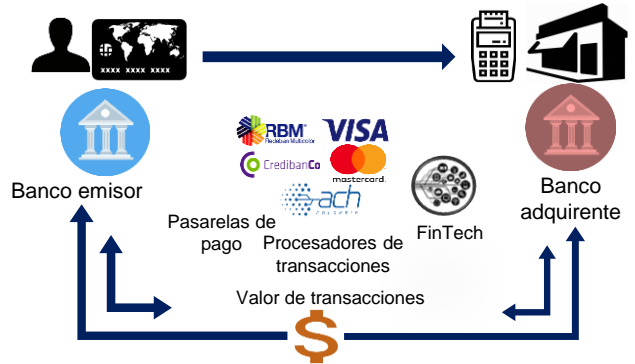 XXXX XXXX XXXX XXXX
RBM
Redeban Multicolor
VISA
CredibanCo
mastercard.
ach
COLOMBIA
Banco emisor
Banco
adquirente
Pasarelas de
pago
Procesadores de
transacciones
FinTech
Valor de transacciones
$